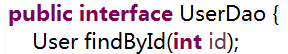 public interface UserDao {
User findById(int id);